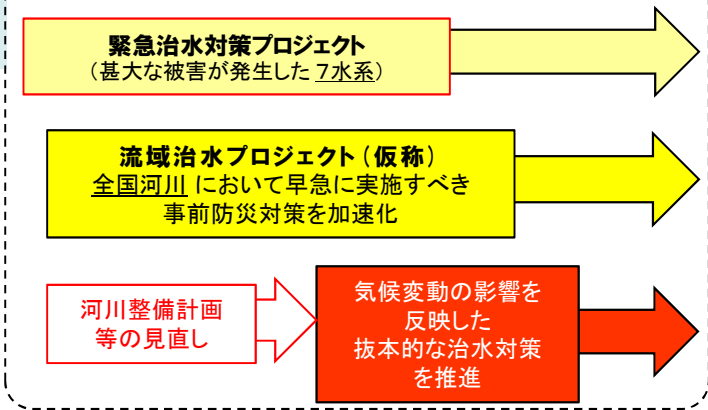 緊急治水対策プロジェクト
（甚大な被害が発生した 7水系）
流域治水プロジェクト（仮称）
全国河川 において早急に実施すべき
事前防災対策を加速化
河川整備計画
等の見直し
気候変動の影響を
反映した
抜本的な治水対策
を推進